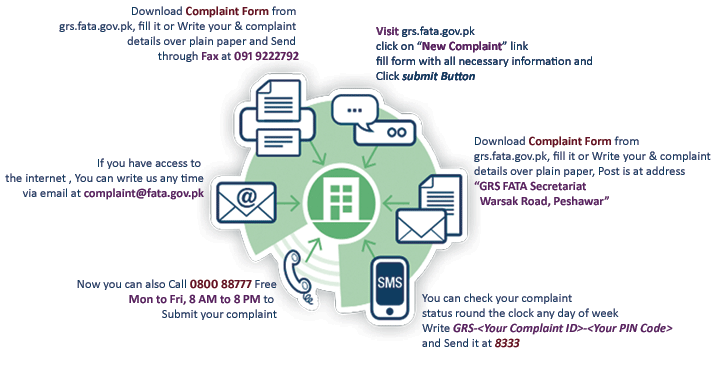 Download Complaint Form from
grs.fata.gov.pk, fill it or Write your & complaint
details over plain paper and Send
through Fax at 091 9222792
Visit grs.fata.gov.pk
click on “New Complaint” link
fill form with all necessary information and
Click submit Button
Download Complaint Form from
grs.fata.gov.pk, fill it or Write your & complaint
details over plain paper, Post is at address
“GRS FATA Secretariat
Warsak Road, Peshawar”
If you have access to
the internet , You can write us any time
via email at complaint@fata.gov.pk
@
Now you can also Call 0800 88777 Free
Mon to Fri, 8 AM to 8 PM to
Submit your complaint
SMS
You can check your complaint
status round the clock any day of week
Write GRS-<Your Complaint ID>-<Your PIN Code>
and Send it at 8333